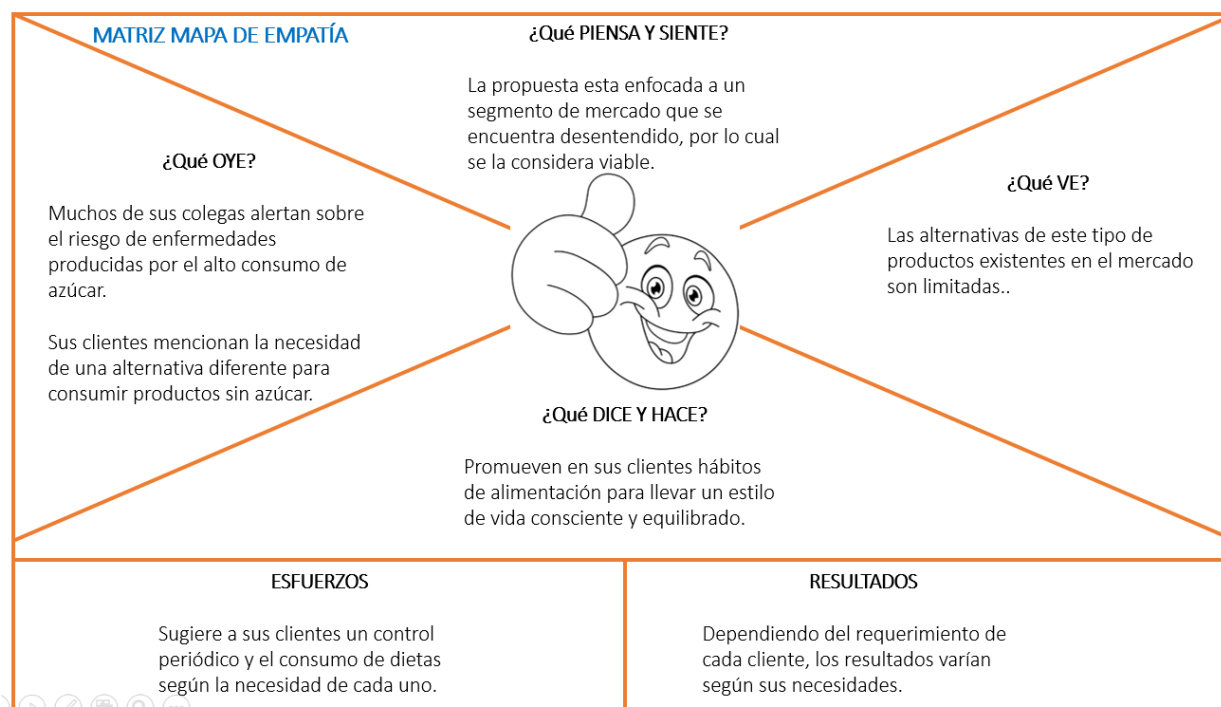 MATRIZ MAPA DE EMPATÍA
¿Qué PIENSA Y SIENTE?
La propuesta esta enfocada a un
segmento de mercado que se
encuentra desentendido, por lo cual
se la considera viable.
¿Qué OYE?
Muchos de sus colegas alertan sobre
el riesgo de enfermedades
producidas por el alto consumo de
azúcar.
Sus clientes mencionan la necesidad
de una alternativa diferente para
consumir productos sin azúcar.
¿Qué VE?
Las alternativas de este tipo de
productos existentes en el mercado
son limitadas..
¿Qué DICE Y HACE?
Promueven en sus clientes hábitos
de alimentación para llevar un estilo
de vida consciente y equilibrado.
ESFUERZOS
Sugiere a sus clientes un control
periódico y el consumo de dietas
según la necesidad de cada uno.
RESULTADOS
Dependiendo del requerimiento de
cada cliente, los resultados varían
según sus necesidades.